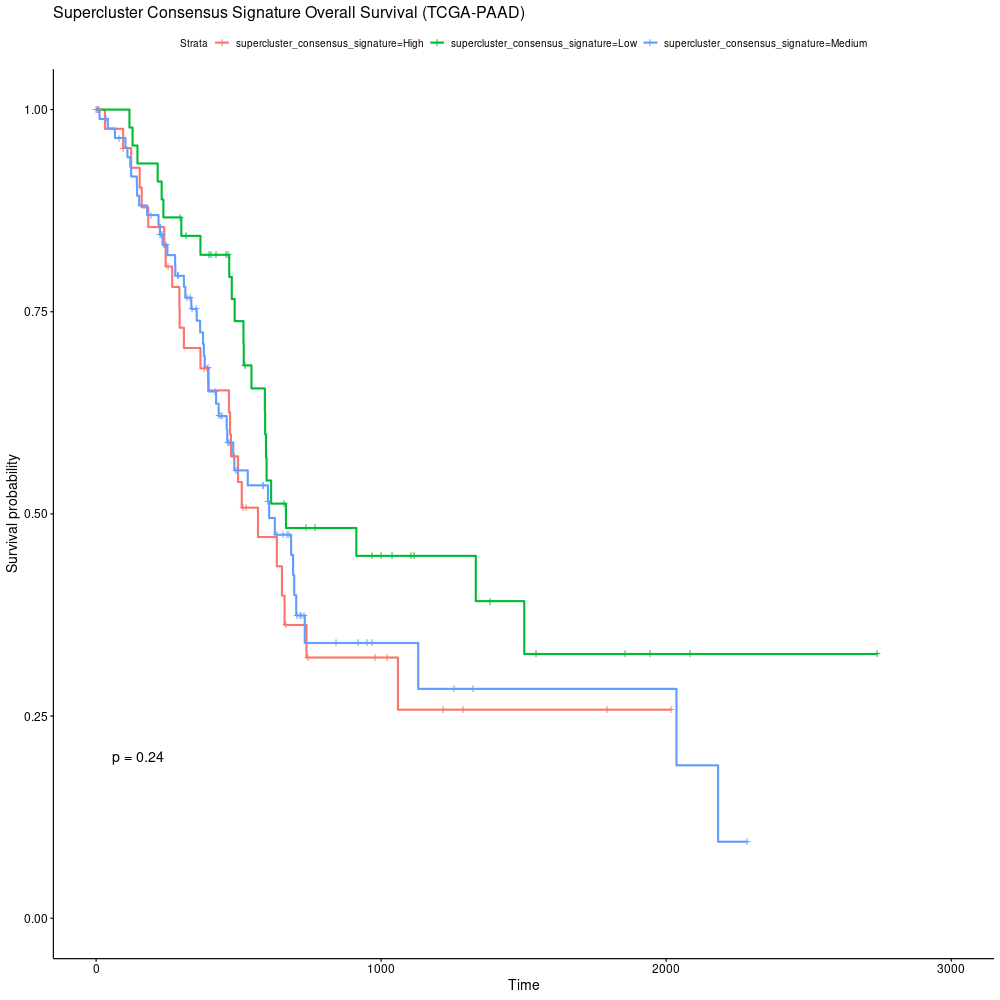 Supercluster Consensus Signature Overall Survival (TCGA-PAAD)
Strata supercluster_consensus_signature=High supercluster_consensus_signature=Low supercluster_consensus_signature=Medium
1.00
0.75
0.50
0.25
0.00
Survival probability
p = 0.24
0 1000 2000 3000
Time